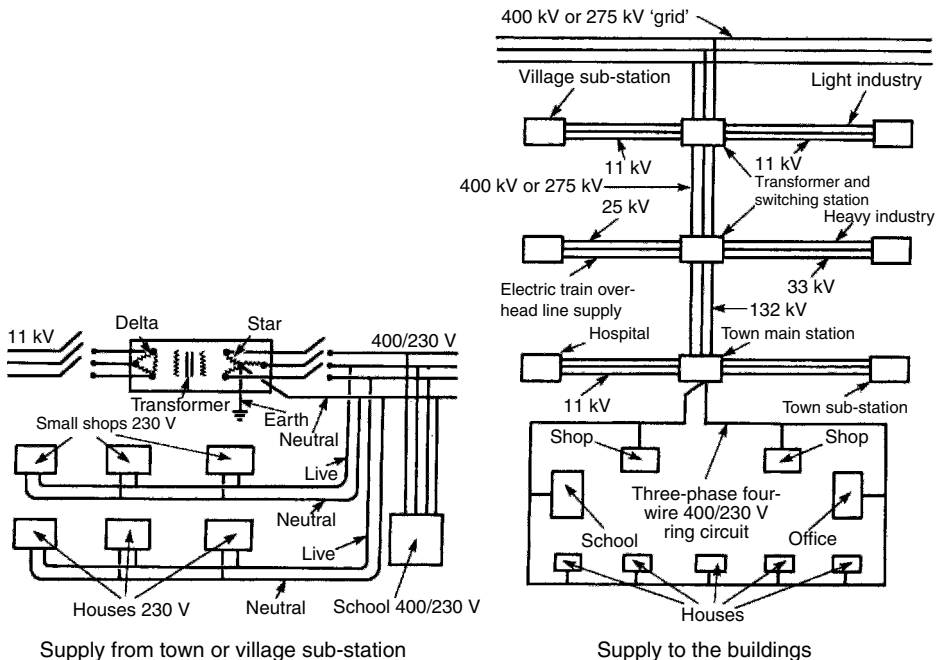 400 kV or 275 kV 'grid'
Village sub-station
Light industry
11 kV
11 kV
400 kV or 275 kV
Transformer and
switching station
25 kV
Heavy industry
Electric train over-
head line supply
33 kV
132 kV
Hospital
Town main station
11 kV
Town sub-station
Shop
Shop
Three-phase four-
wire 400/230 V
ring circuit
School
Office
Houses
Supply to the buildings
11 kV
Delta
Star
400/230 V
Transformer
Earth
Neutral
Small shops 230 V
Live
Neutral
Live
Houses 230 V
Neutral
School 400/230 V
Supply from town or village sub-station